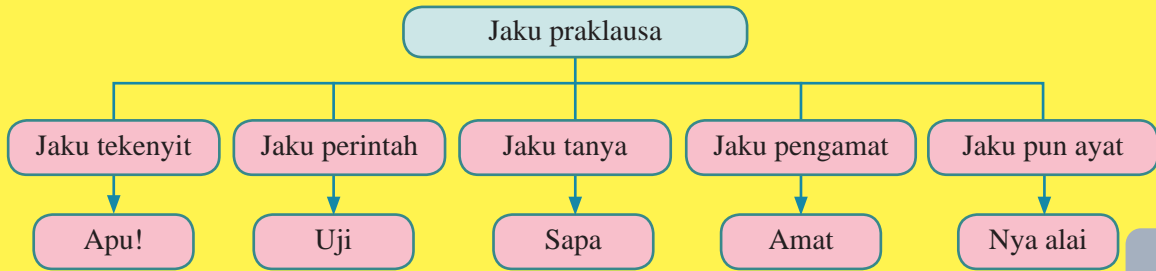 Jaku praklausa
Jaku tekenyit
Jaku perintah
Jaku tanya
Jaku pengamat
Jaku pun ayat
Apu!
Uji
Sapa
Amat
Nya alai